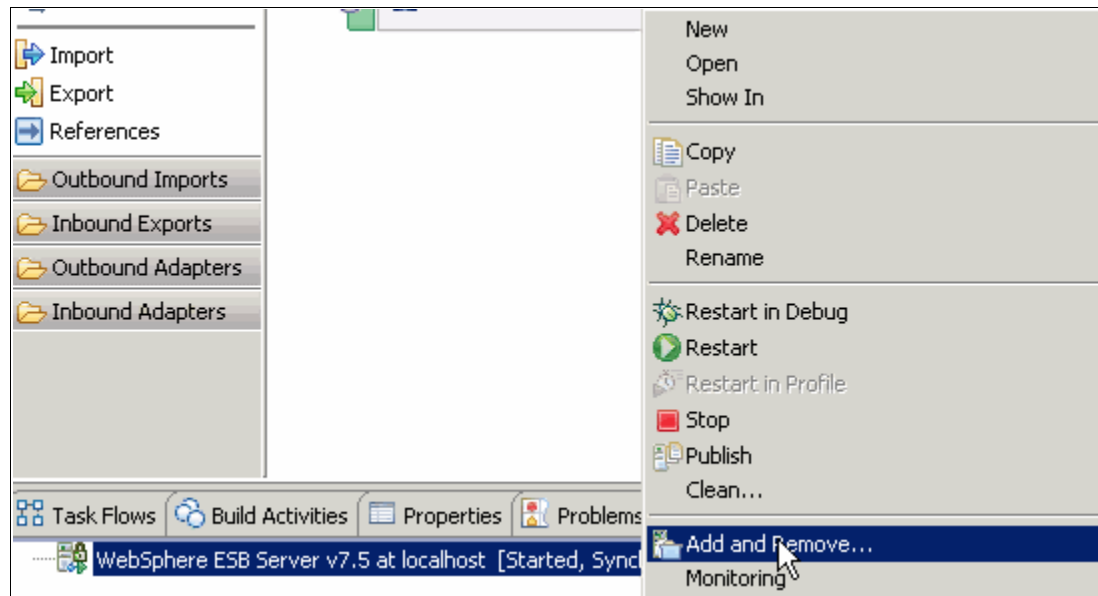 Import
Export
References
Outbound Imports
Inbound Exports
Outbound Adapters
Inbound Adapters
New
Open
Show In
Copy
Paste
Delete
Rename
Restart in Debug
Restart
Restart in Profile
Stop
Publish
Clean...
Add and Remove...
Monitoring
Task Flows Build Activities Properties Problems
WebSphere ESB Server v7.5 at localhost [Started,